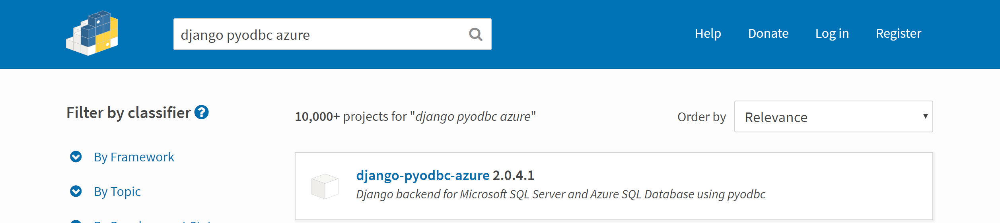 django pyodbc azure
Help Donate Log in Register
Filter by classifier
10,000+ projects for "django pyodbc azure"
Order by Relevance
By Framework
By Topic
django-pyodbc-azure 2.0.4.1
Django backend for Microsoft SQL Server and Azure SQL Database using pyodbc